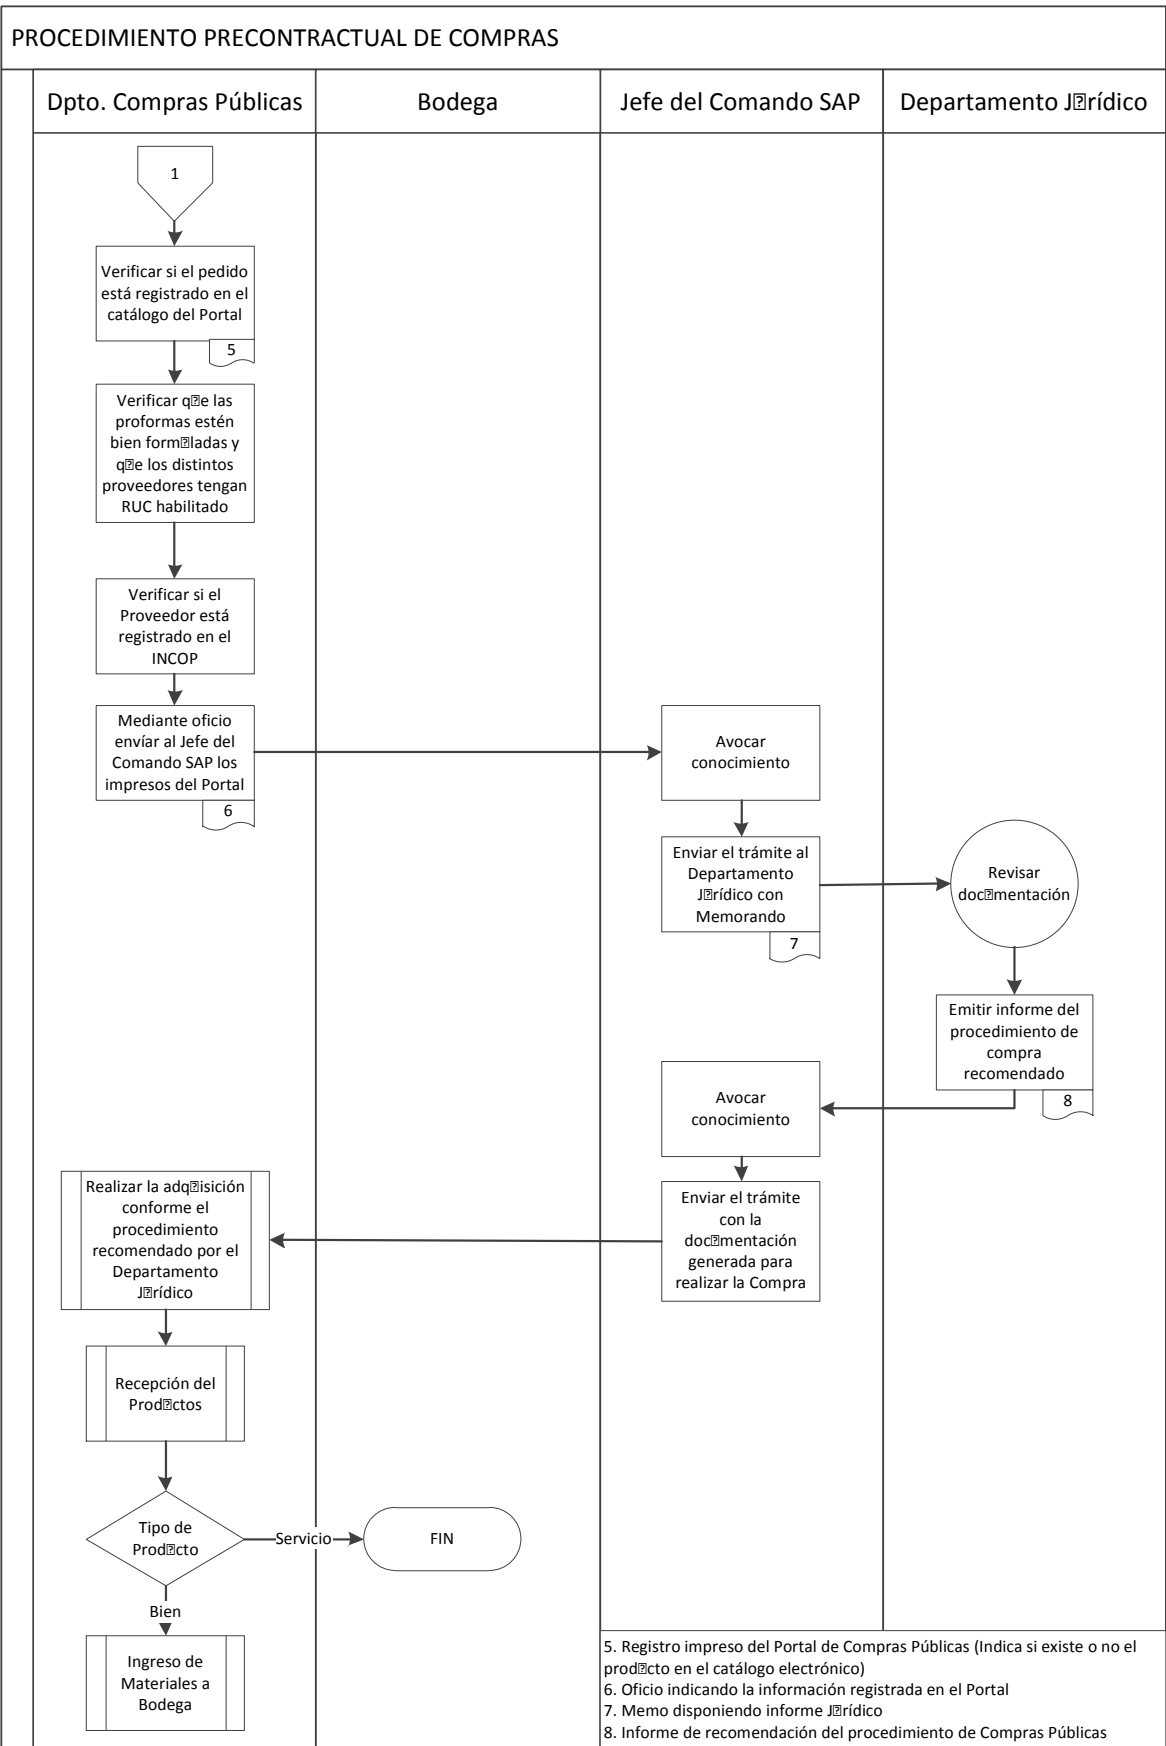 PROCEDIMIENTO PRECONTRACTUAL DE COMPRAS
Dpto. Compras Públicas
Bodega
Jefe del Comando SAP
Departamento J⍰rídico
1
Verificar si el pedido
está registrado en el
catálogo del Portal
5
Verificar q⍰e las
proformas estén
bien form⍰ladas y
q⍰e los distintos
proveedores tengan
RUC habilitado
Verificar si el
Proveedor está
registrado en el
INCOP
Mediante oficio
envíar al Jefe del
Comando SAP los
impresos del Portal
6
Avocar
conocimiento
Enviar el trámite al
Departamento
J⍰rídico con
Memorando
7
Revisar
doc⍰mentación
Emitir informe del
procedimiento de
compra
recomendado
8
Avocar
conocimiento
Enviar el trámite
con la
doc⍰mentación
generada para
realizar la Compra
Realizar la adq⍰isición
conforme el
procedimiento
recomendado por el
Departamento
J⍰rídico
Recepción del
Prod⍰ctos
Tipo de
Prod⍰cto
Servicio
FIN
Bien
Ingreso de
Materiales a
Bodega
5. Registro impreso del Portal de Compras Públicas (Indica si existe o no el
prod⍰cto en el catálogo electrónico)
6. Oficio indicando la información registrada en el Portal
7. Memo disponiendo informe J⍰rídico
8. Informe de recomendación del procedimiento de Compras Públicas